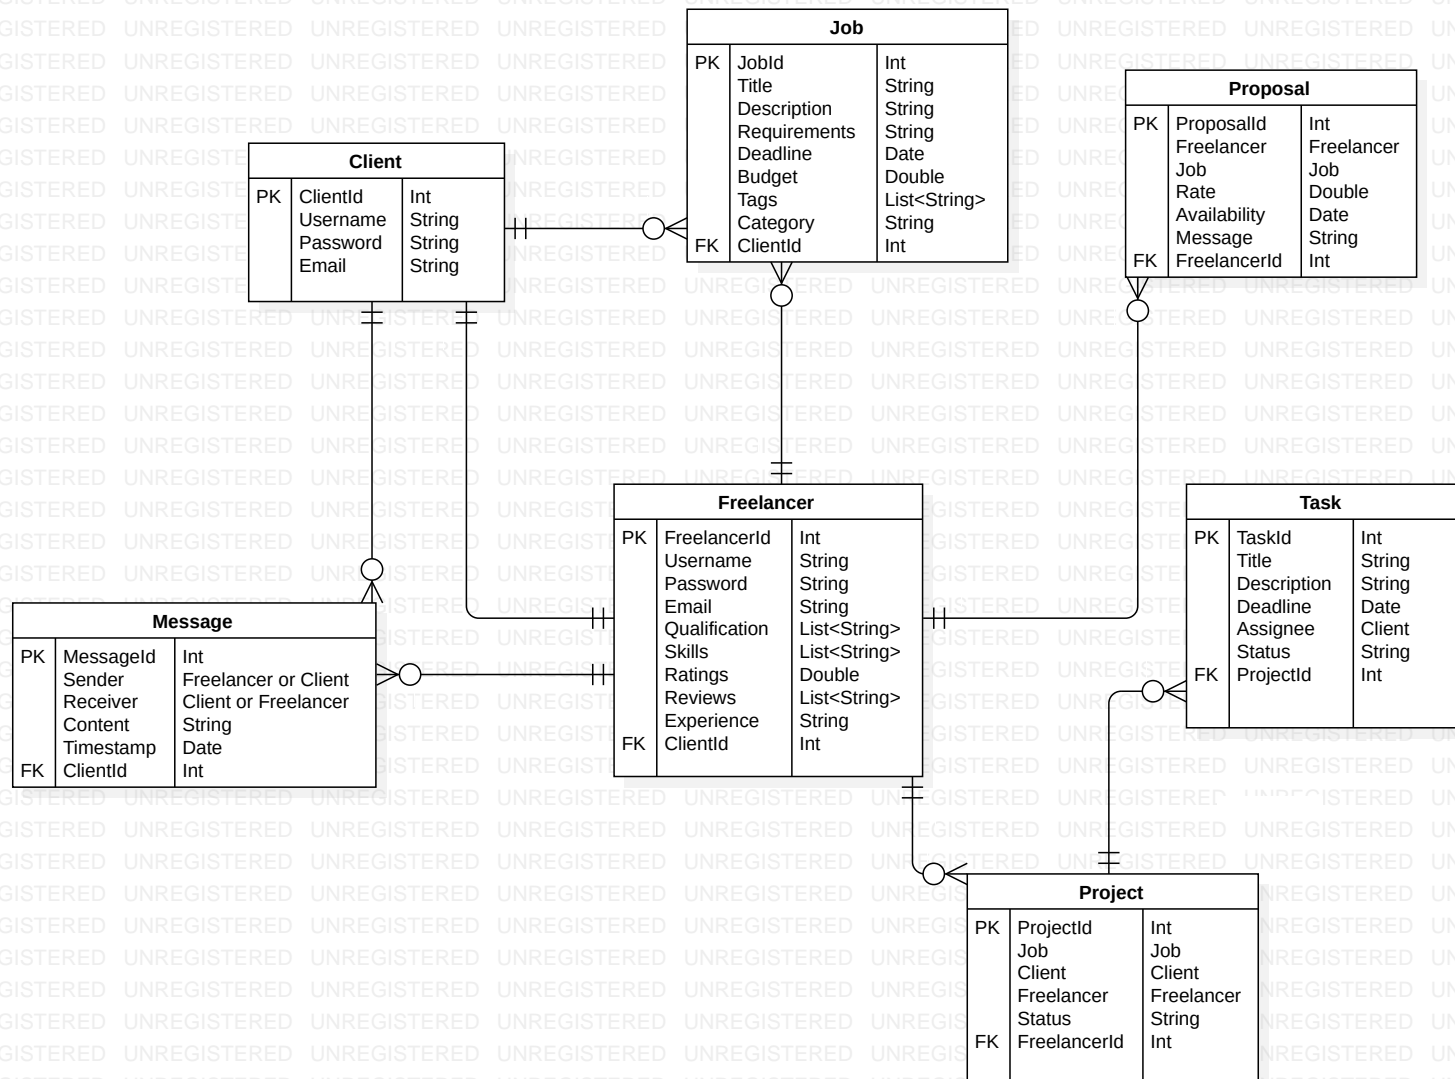 Job
PK JobId Int
Title String
Description String
Requirements String
Deadline Date
Budget Double
Tags List<String>
Category String
FK ClientId Int
Proposal
PK ProposalId Int
Freelancer Freelancer
Job Job
Rate Double
Availability Date
Message String
FK FreelancerId Int
Client
PK ClientId Int
Username String
Password String
Email String
Freelancer
PK FreelancerId Int
Username String
Password String
Email String
Qualification List<String>
Skills List<String>
Ratings Double
Reviews List<String>
Experience String
FK ClientId Int
Task
PK TaskId Int
Title String
Description String
Deadline Date
Assignee Client
Status String
FK ProjectId Int
Message
PK MessageId Int
Sender Freelancer or Client
Receiver Client or Freelancer
Content String
Timestamp Date
FK ClientId Int
Project
PK ProjectId Int
Job Job
Client Client
Freelancer Freelancer
Status String
FK FreelancerId Int
UNREGISTERED